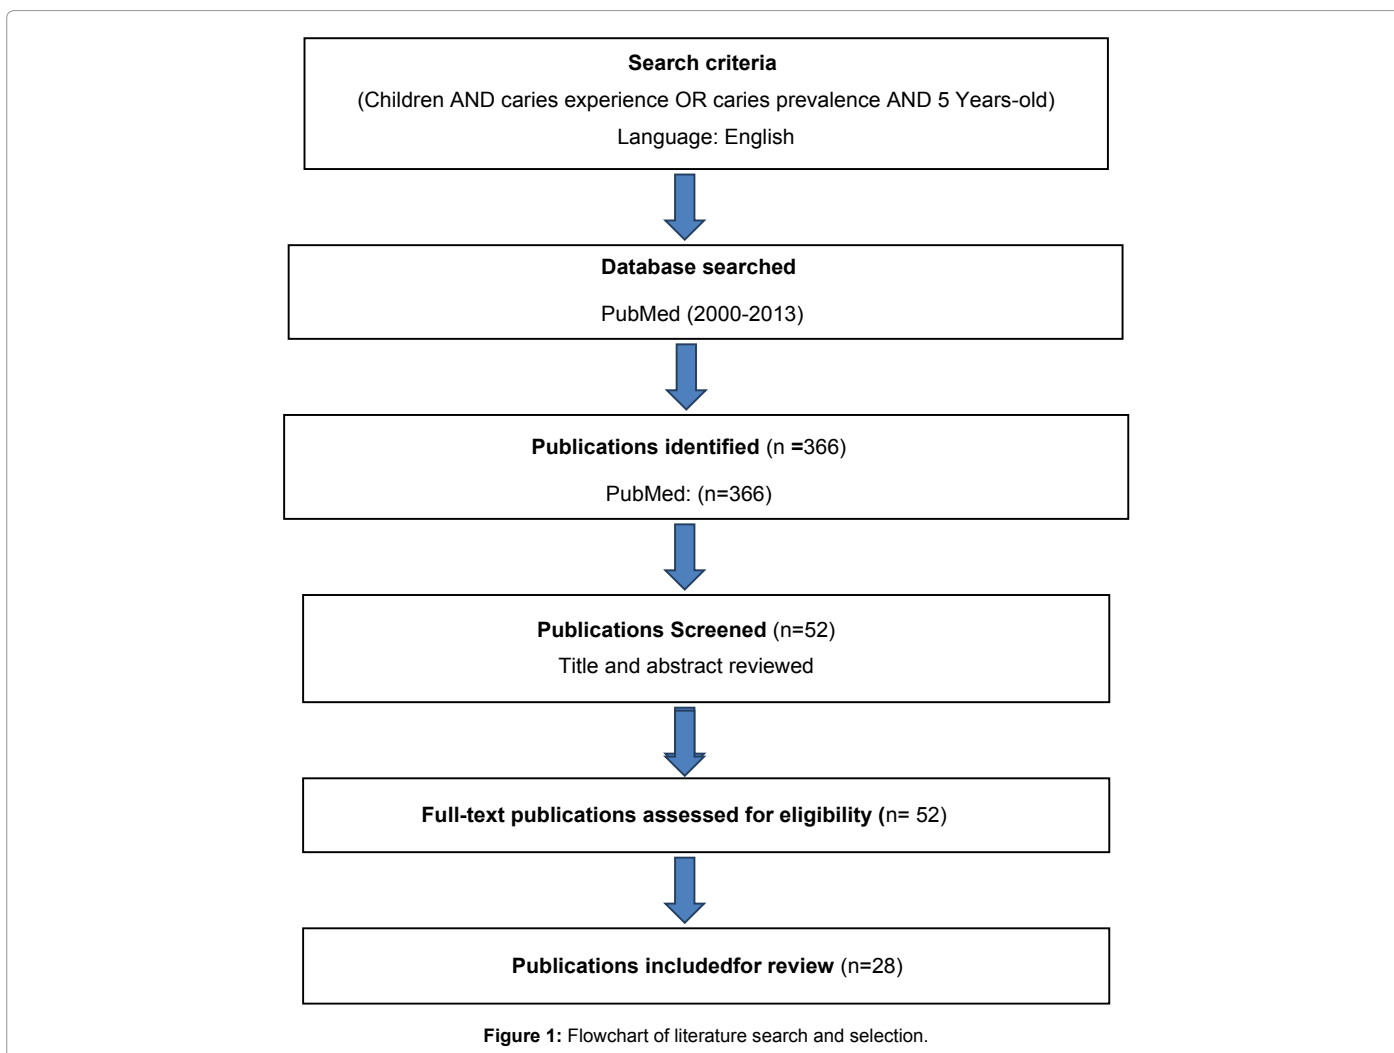 Search criteria
(Children AND caries experience OR caries prevalence AND 5 Years-old)
Language: English
Database searched
PubMed (2000-2013)
Publications identified (n =366)
PubMed: (n=366)
Publications Screened (n=52)
Title and abstract reviewed
Full-text publications assessed for eligibility (n= 52)
Publications includedfor review (n=28)
Figure 1: Flowchart of literature search and selection.